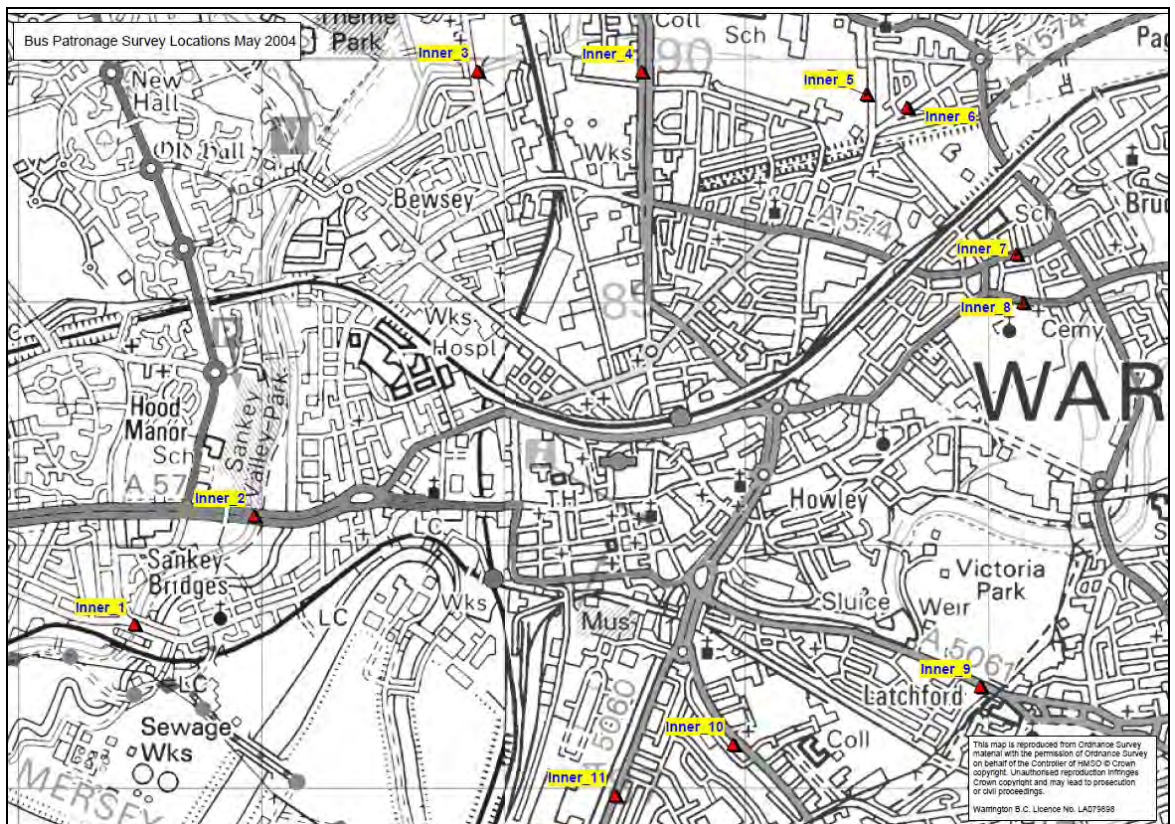 Bus Patronage Survey Locations May 2004
Park
Coll
Sch
A 574
Inner_3
Inner_4
90
New
Hall
Inner_5
Inner_6
Old Hall
Wks
Bewsey
A 574
Sch
Inner_7
Inner_8
89
Wks
Hospl
Cemy
WAR
Hood
Manor
Sch
Sankey
Valley Park
A 57
Inner_2
TH
Howley
LC
Sankey
Bridges
Victoria
Park
Inner_1
LC
Wks
Sluice
Weir
Mus
A 5061
LC
Inner_9
Latchford
Sewage
Wks
5060
Inner_10
Coll
MERSEY
Inner_11
This map is reproduced from Ordnance Survey
material with the permission of Ordnance Survey
on behalf of the Controller of HMSO © Crown
copyright. Unauthorised reproduction infringes
Crown copyright and may lead to prosecution
or civil proceedings.
Warrington B.C. Licence No. LA079898